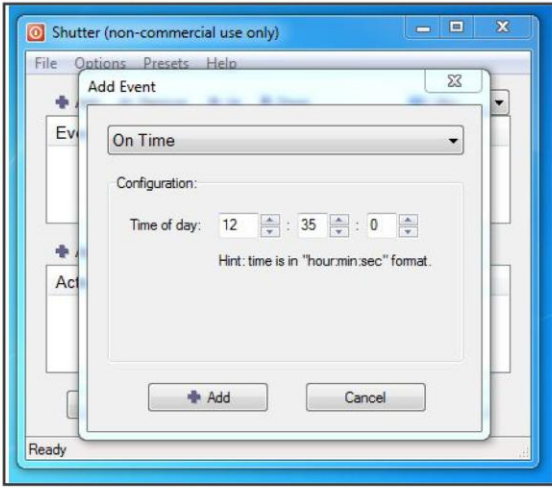 Shutter (non-commercial use only)
File Options Presets Help
Add Event
Ev
On Time
Configuration:
Time of day: 12 : 35 : 0
Hint: time is in "hour:min:sec" format.
Act
Add Cancel
Ready